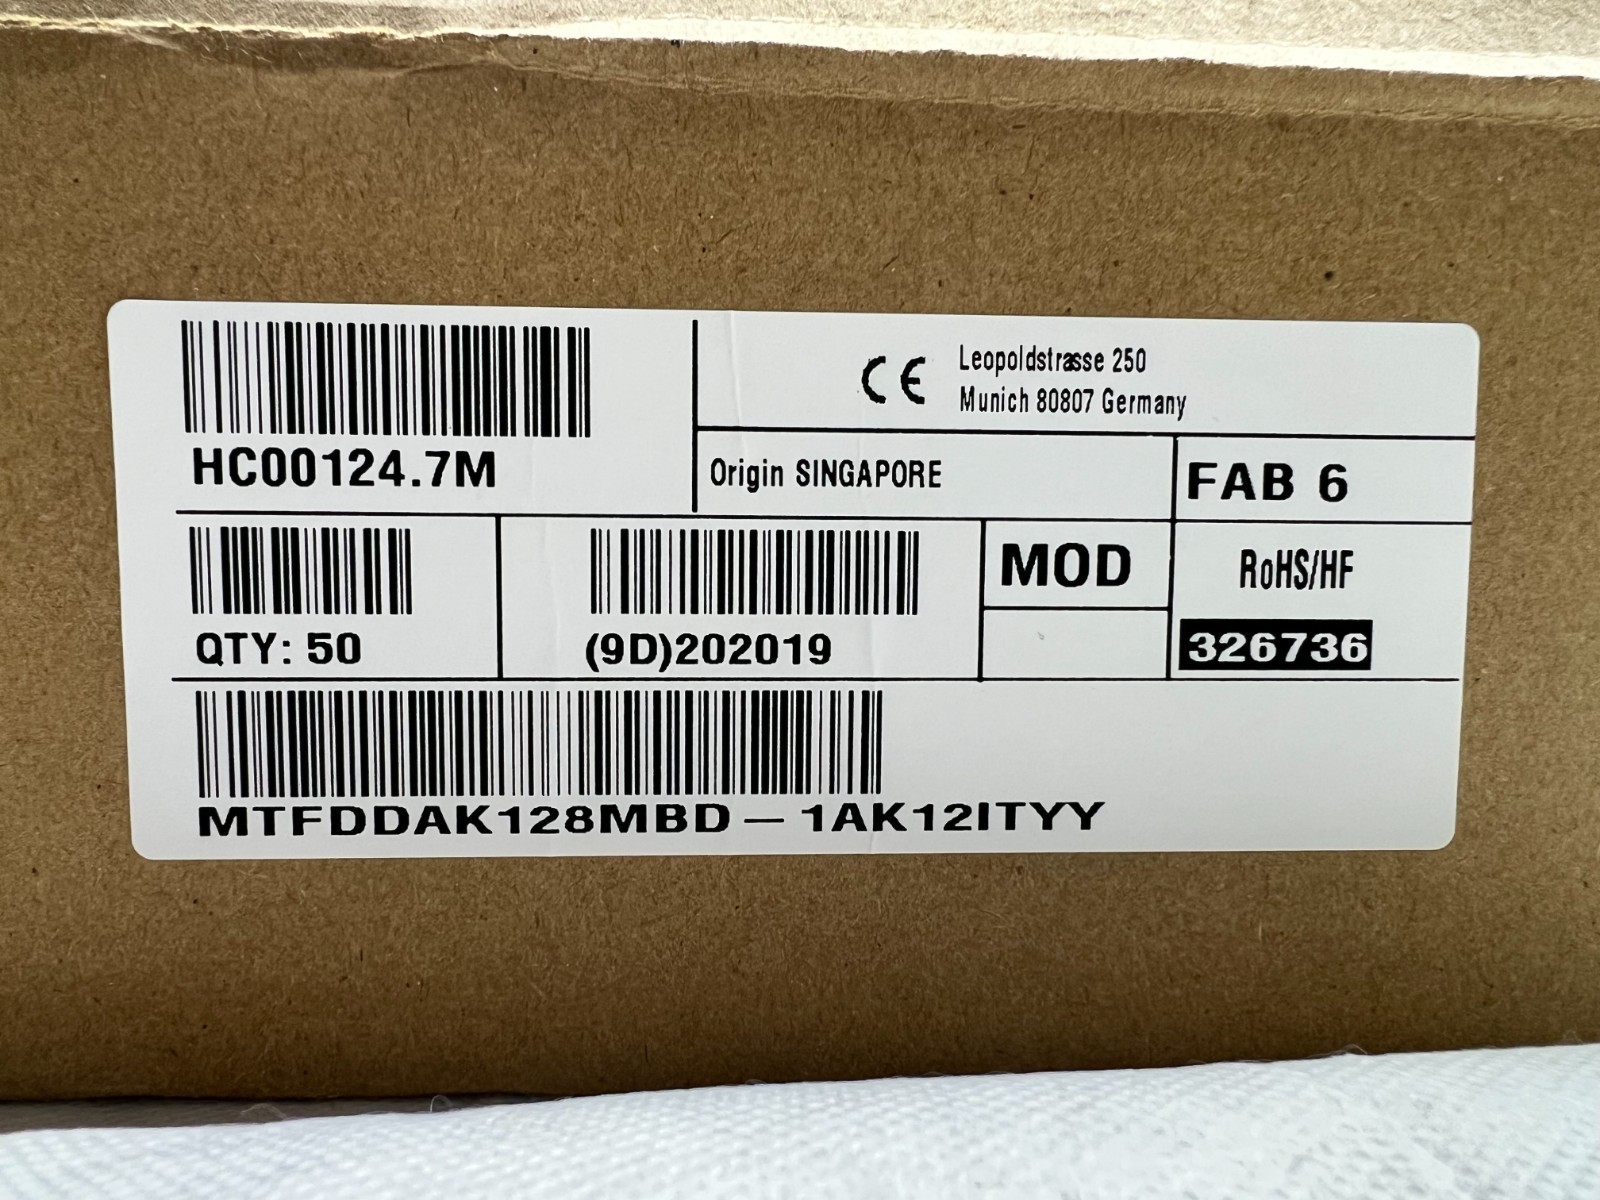 CE
Leopoldstrasse 250
Munich 80807 Germany
HC00124.7M
Origin SINGAPORE
FAB 6
QTY: 50
(9D)202019
MOD
RoHS/HF
326736
MTFDDAK128MBD-1AK12ITYY